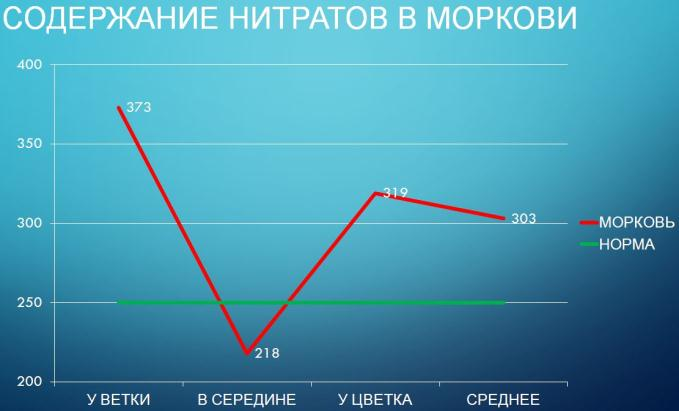 СОДЕРЖАНИЕ НИТРАТОВ В МОРКОВИ
400
350
300
250
200
373
218
319
303
У ВЕТКИ
В СЕРЕДИНЕ
У ЦВЕТКА
СРЕДНЕЕ
МОРКОВЬ
НОРМА